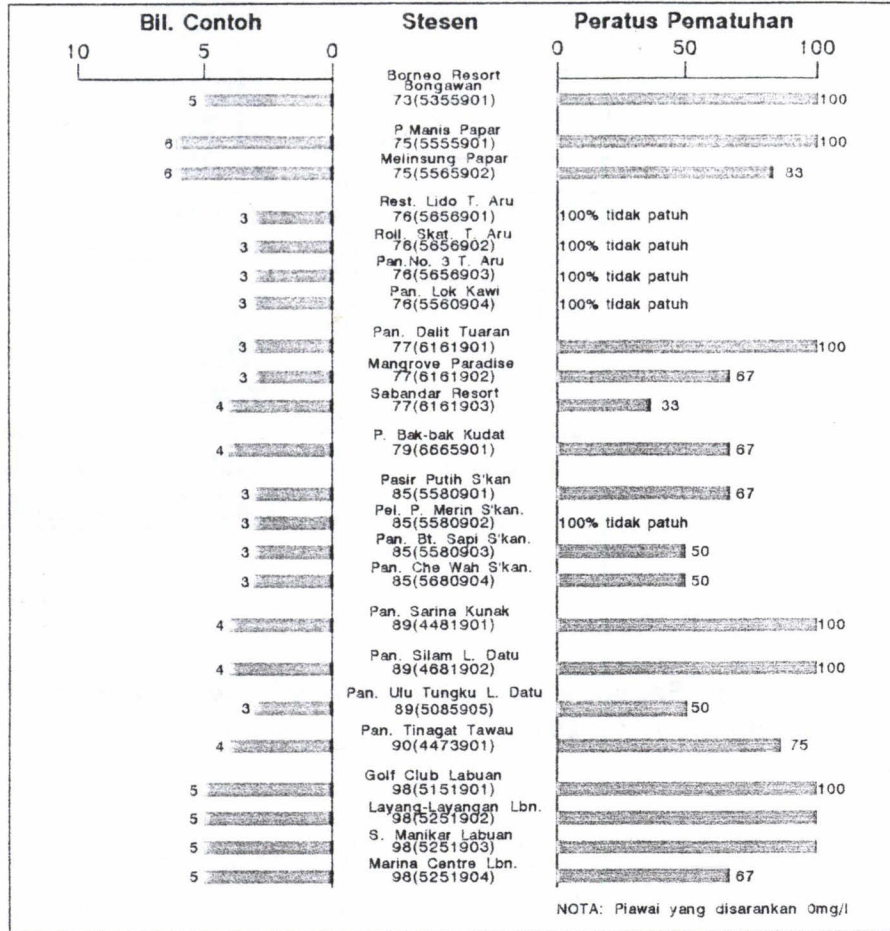 Bil. Contoh Stesen Peratus Pematuhan
10 5 0 0 50 100
Borneo Resort
Bongawan
5 73(5355901) 100
P.Manis Papar
6 75(5555901) 100
Melinsung Papar
6 75(5565902) 83
Rest. Lido T. Aru
3 76(5656901) 100% tidak patuh
Roll. Skat. T. Aru
3 76(5656902) 100% tidak patuh
Pan.No. 3 T. Aru
3 76(5656903) 100% tidak patuh
Pan. Lok Kawi
3 76(5560904) 100% tidak patuh
Pan. Dalit Tuaran
3 77(6161901) 100
Mangrove Paradise
3 77(6161902) 67
Sabandar Resort
4 77(6161903) 33
P. Bak-bak Kudat
4 79(6665901) 67
Pasir Putih S'kan
3 85(5580901) 67
Pel. P. Merin S'kan.
3 85(5580902) 100% tidak patuh
Pan. Bt. Sapi S'kan.
3 85(5580903) 50
Pan. Che Wah S'kan.
3 85(5680904) 50
Pan. Sarina Kunak
4 89(4481901) 100
Pan. Silam L. Datu
4 89(4681902) 100
Pan. Ulu Tungku L. Datu
3 89(5085905) 50
Pan. Tinagat Tawau
4 90(4473901) 75
Golf Club Labuan
5 98(5151901) 100
Layang-Layangan Lbn.
5 98(5251902)
S. Manikar Labuan
5 98(5251903)
Marina Centre Lbn.
5 98(5251904) 67
NOTA: Piawai yang disarankan 0mg/l